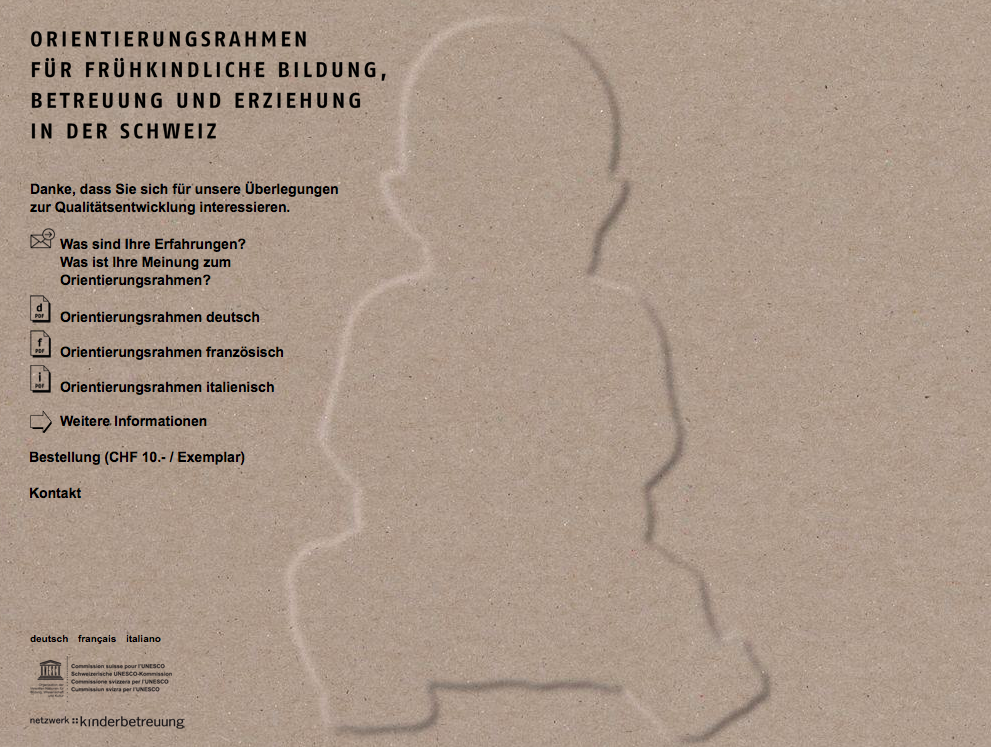 ORIENTIERUNGSRAHMEN
FÜR FRÜHKINDLICHE BILDUNG,
BETREUUNG UND ERZIEHUNG
IN DER SCHWEIZ
Danke, dass Sie sich für unsere Überlegungen
zur Qualitätsentwicklung interessieren.
Was sind Ihre Erfahrungen?
Was ist Ihre Meinung zum
Orientierungsrahmen?
d
PDF
Orientierungsrahmen deutsch
f
PDF
Orientierungsrahmen französisch
i
PDF
Orientierungsrahmen italienisch
Weitere Informationen
Bestellung (CHF 10.- / Exemplar)
Kontakt
deutsch français italiano
Commission suisse pour l'UNESCO
Schweizerische UNESCO-Kommission
Commissione svizzera per l'UNESCO
Cummissiun svizra per l'UNESCO
netzwerk kinderbetreuung